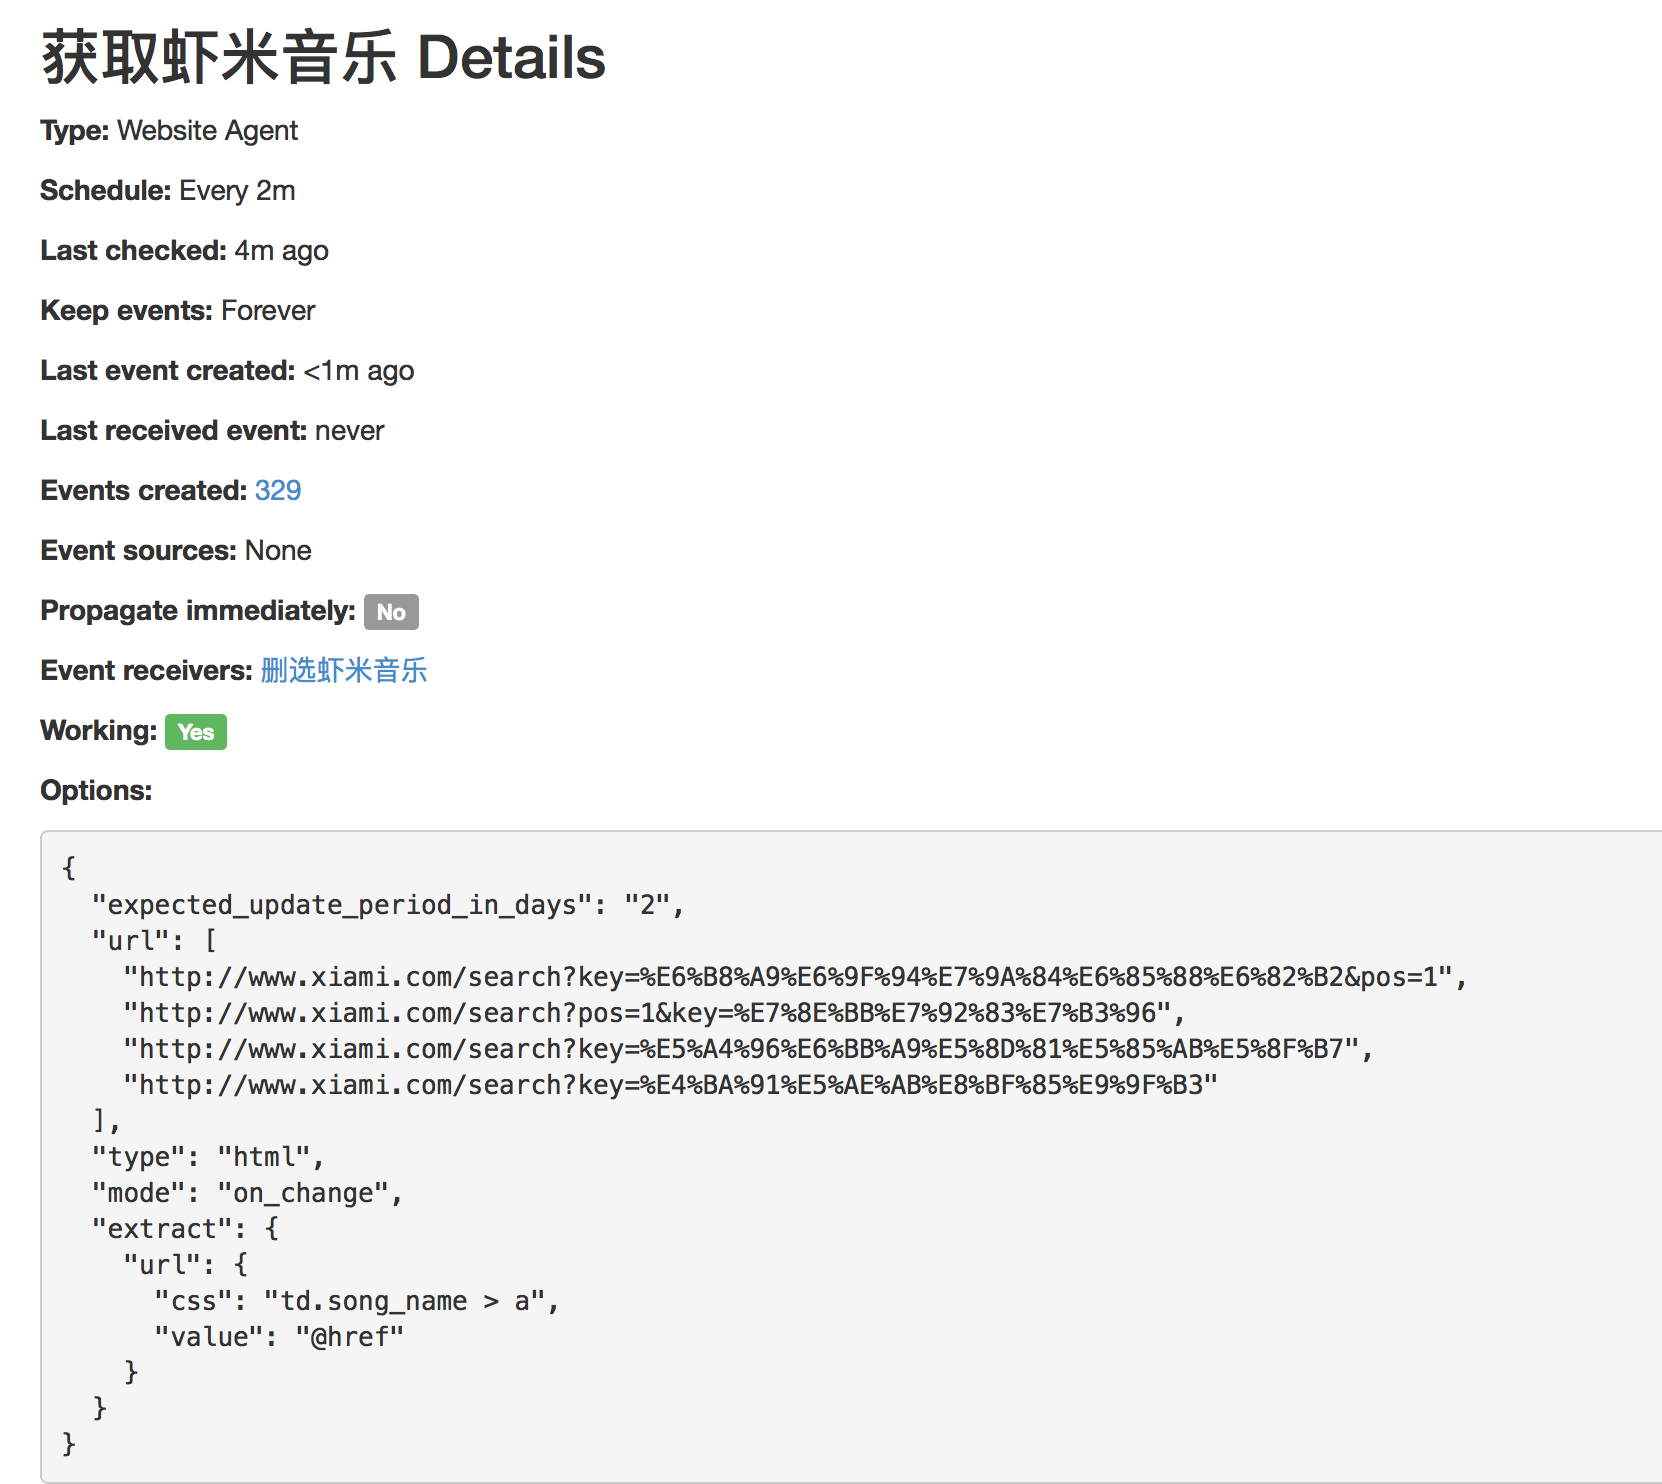 获取虾米音乐 Details
Type: Website Agent
Schedule: Every 2m
Last checked: 4m ago
Keep events: Forever
Last event created: <1m ago
Last received event: never
Events created: 329
Event sources: None
Propagate immediately: No
Event receivers: 删选虾米音乐
Working: Yes
Options:
{
  "expected_update_period_in_days": "2",
  "url": [
    "http://www.xiami.com/search?key=%E6%B8%A9%E6%9F%94%E7%9A%84%E6%85%88%E6%82%B2&pos=1",
    "http://www.xiami.com/search?pos=1&key=%E7%8E%BB%E7%92%83%E7%B3%96",
    "http://www.xiami.com/search?key=%E5%A4%96%E6%BB%A9%E5%8D%81%E5%85%AB%E5%8F%B7",
    "http://www.xiami.com/search?key=%E4%BA%91%E5%AE%AB%E8%BF%85%E9%9F%B3"
  ],
  "type": "html",
  "mode": "on_change",
  "extract": {
    "url": {
      "css": "td.song_name > a",
      "value": "@href"
    }
  }
}